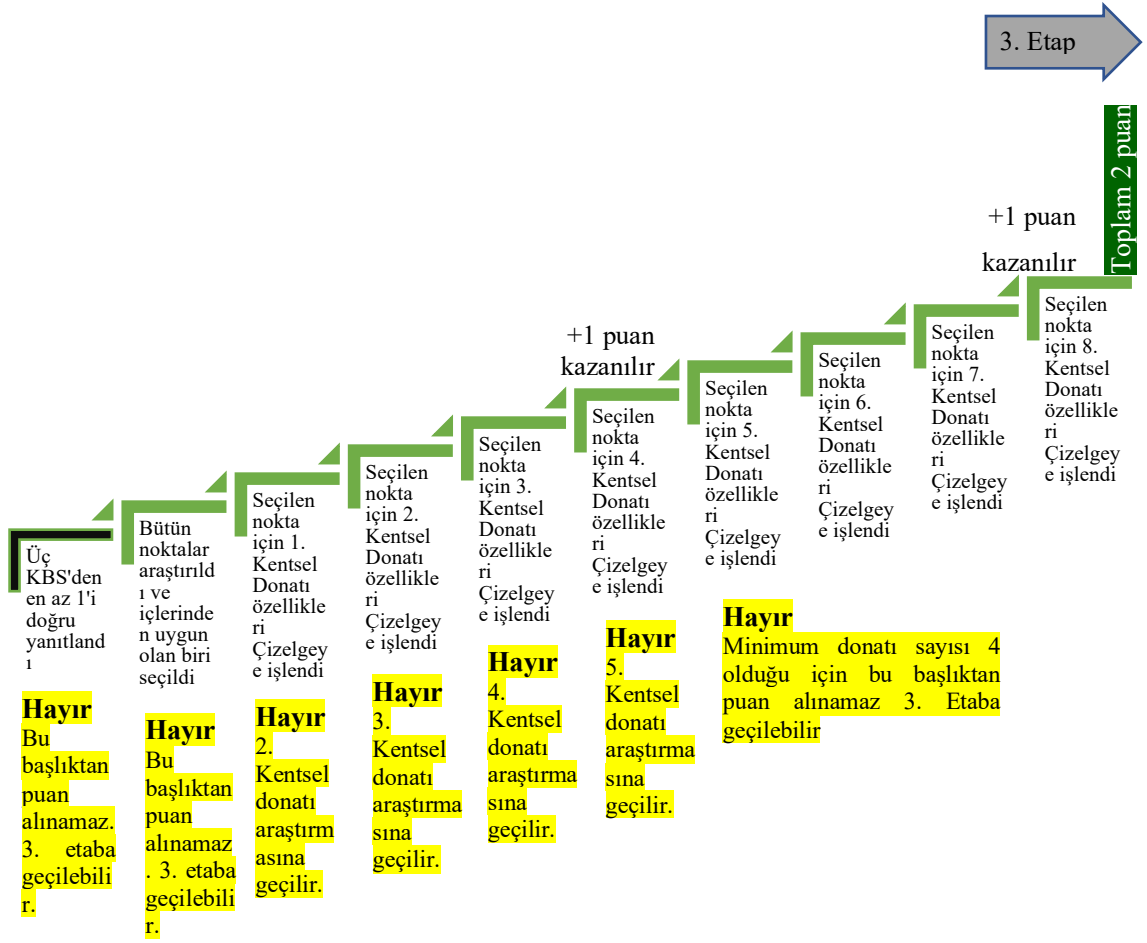 3. Etap
Toplam 2 puan
+1 puan
kazanılır
+1 puan
kazanılır
Üç
KBS'den
en az 1'i
doğru
yanıtland
ı
Bütün
noktalar
araştırıld
ı ve
içlerinde
n uygun
olan biri
seçildi
Seçilen
nokta
için 1.
Kentsel
Donatı
özellikle
ri
Çizelgey
e işlendi
Seçilen
nokta
için 2.
Kentsel
Donatı
özellikle
ri
Çizelgey
e işlendi
Seçilen
nokta
için 3.
Kentsel
Donatı
özellikle
ri
Çizelgey
e işlendi
Seçilen
nokta
için 4.
Kentsel
Donatı
özellikle
ri
Çizelgey
e işlendi
Seçilen
nokta
için 5.
Kentsel
Donatı
özellikle
ri
Çizelgey
e işlendi
Seçilen
nokta
için 6.
Kentsel
Donatı
özellikle
ri
Çizelgey
e işlendi
Seçilen
nokta
için 7.
Kentsel
Donatı
özellikle
ri
Çizelgey
e işlendi
Seçilen
nokta
için 8.
Kentsel
Donatı
özellikle
ri
Çizelgey
e işlendi
Hayır
Bu
başlıktan
puan
alınamaz.
3. etaba
geçilebili
r.
Hayır
Bu
başlıktan
puan
alınamaz
. 3. etaba
geçilebili
r.
Hayır
2.
Kentsel
donatı
araştırm
asına
geçilir.
Hayır
3.
Kentsel
donatı
araştırma
sına
geçilir.
Hayır
4.
Kentsel
donatı
araştırma
sına
geçilir.
Hayır
5.
Kentsel
donatı
araştırma
sına
geçilir.
Hayır
Minimum donatı sayısı 4
olduğu için bu başlıktan
puan alınamaz 3. Etaba
geçilebilir